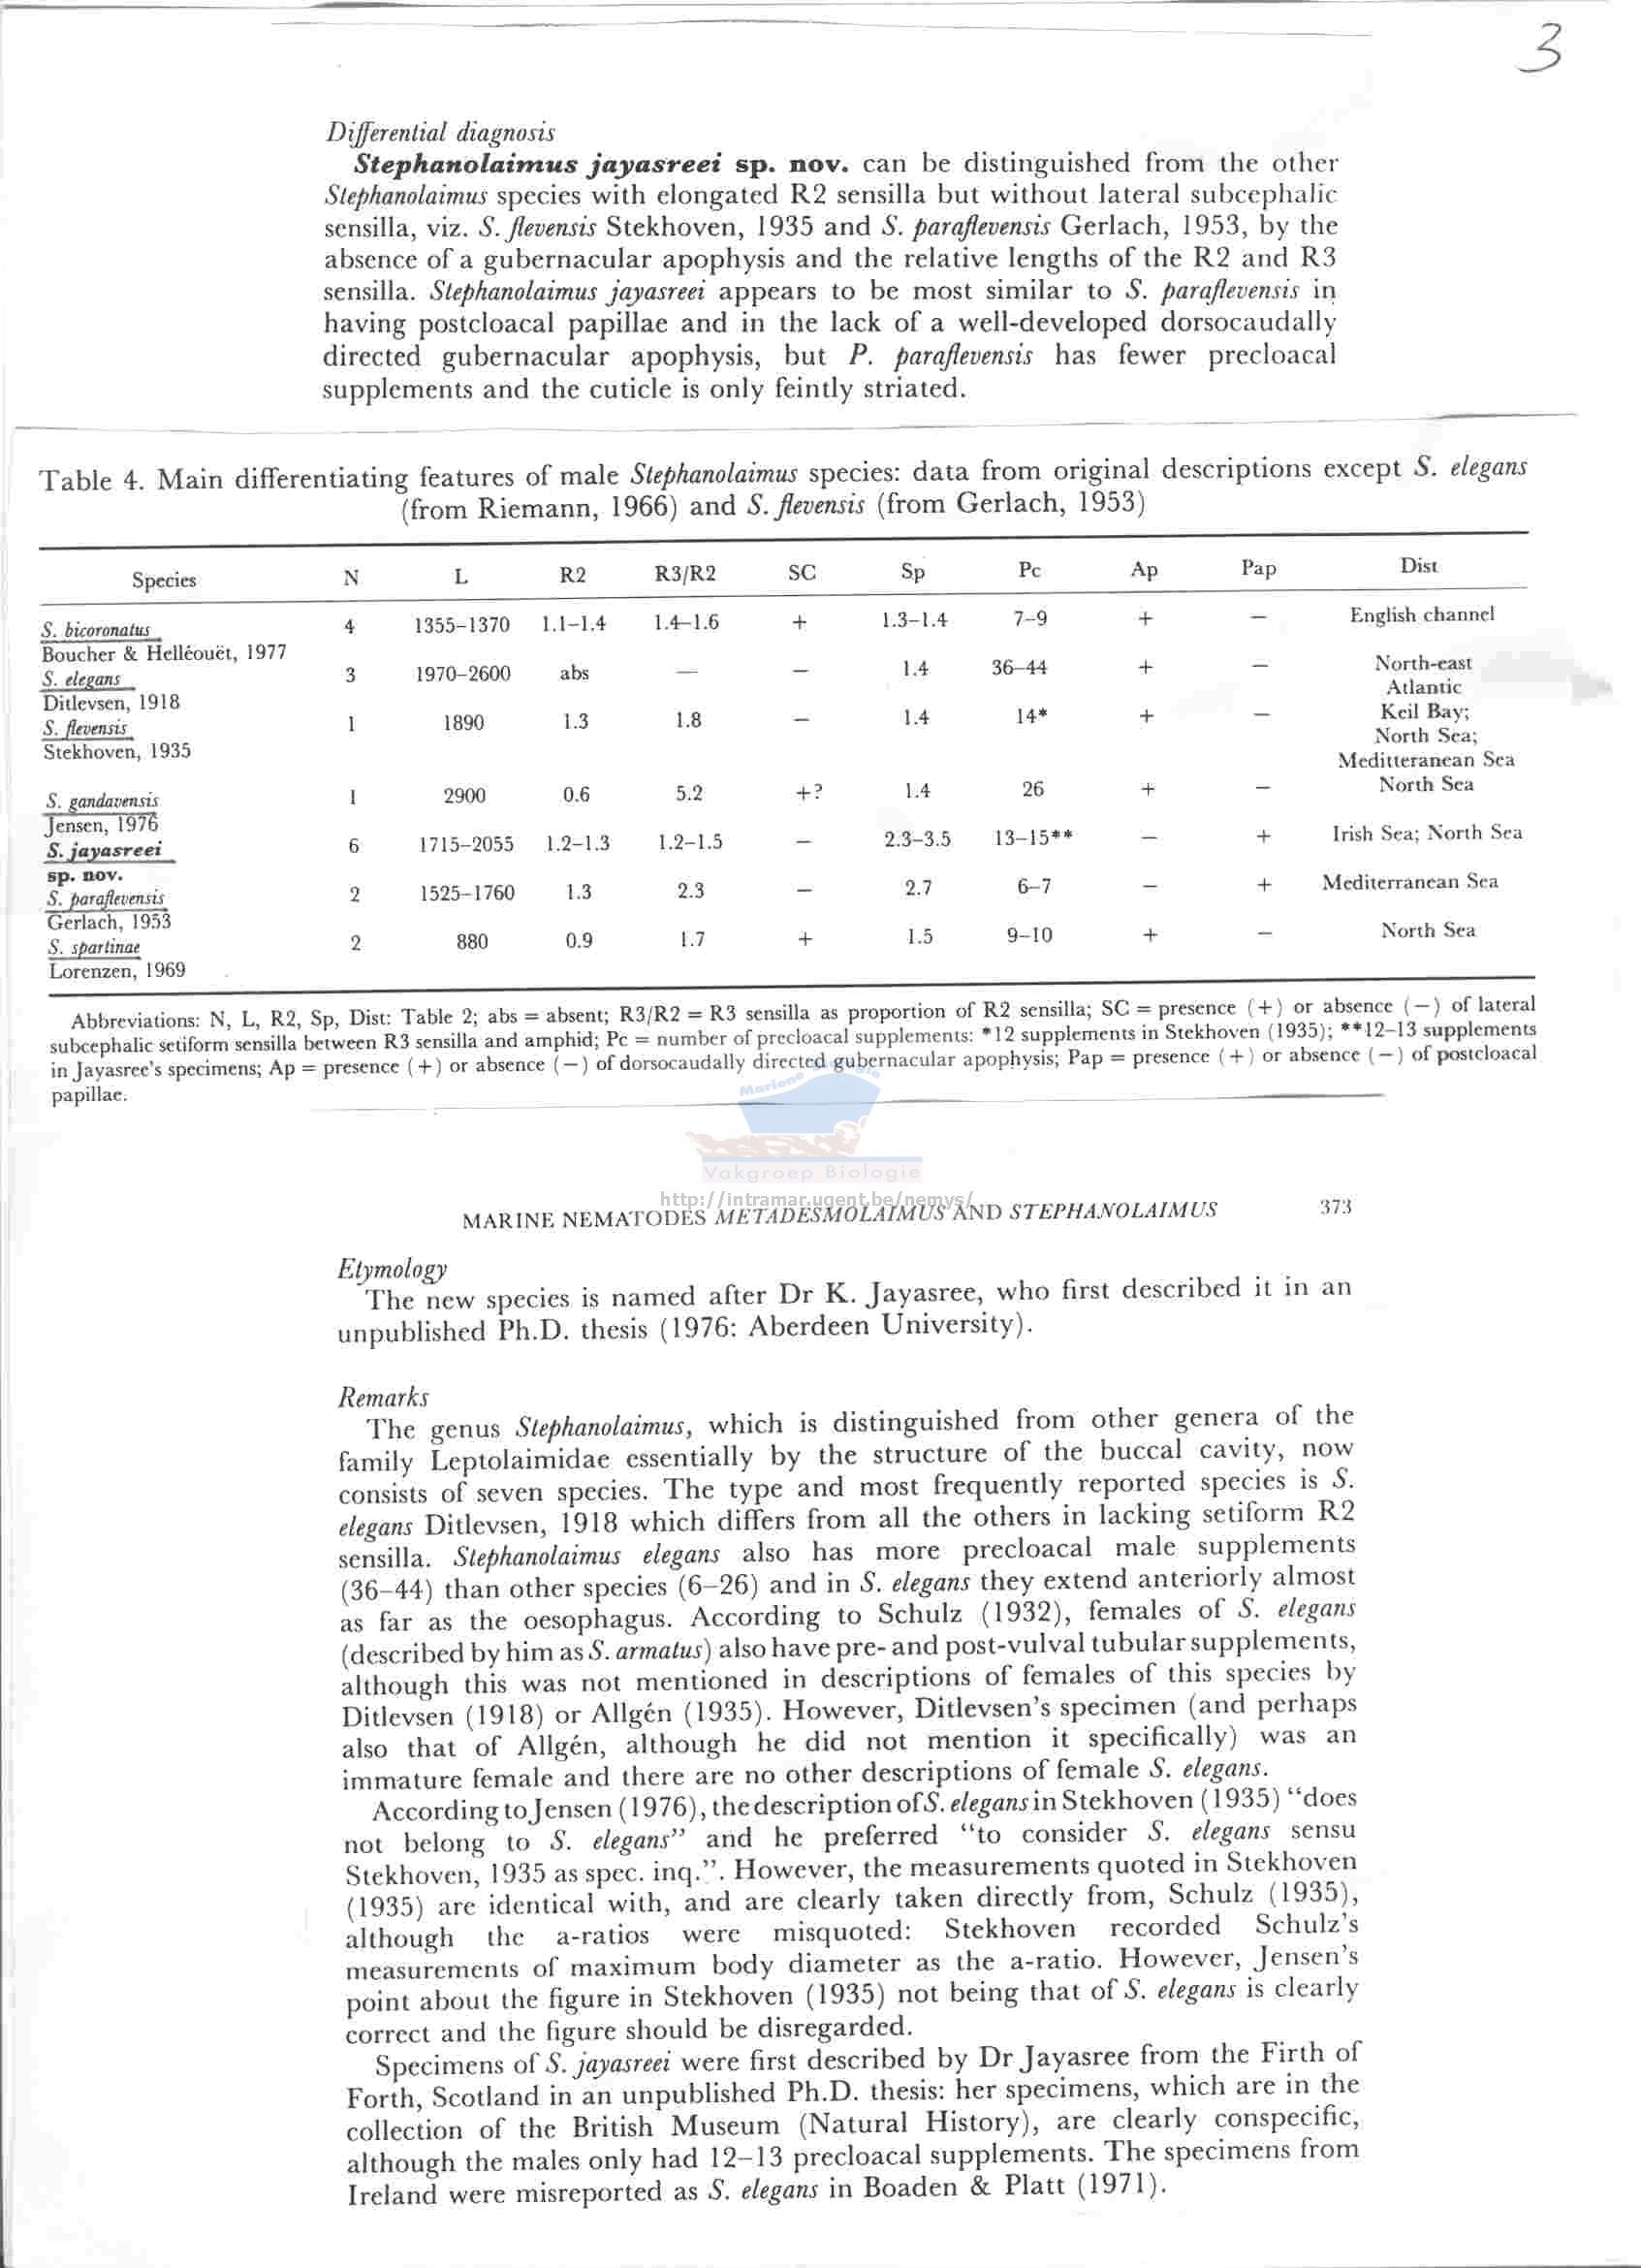 3
Differential diagnosis
Stephanolaimus jayasreei sp. nov. can be distinguished from the other
Stephanolaimus species with elongated R2 sensilla but without lateral subcephalic
sensilla, viz. S. flevensis Stekhoven, 1935 and S. paraflevensis Gerlach, 1953, by the
absence of a gubernacular apophysis and the relative lengths of the R2 and R3
sensilla. Stephanolaimus jayasreei appears to be most similar to S. paraflevensis in
having postcloacal papillae and in the lack of a well-developed dorsocaudally
directed gubernacular apophysis, but P. paraflevensis has fewer precloacal
supplements and the cuticle is only feintly striated.
Table 4. Main differentiating features of male Stephanolaimus species: data from original descriptions except S. elegans
(from Riemann, 1966) and S. flevensis (from Gerlach, 1953)
Species N L R2 R3/R2 SC Sp Pc Ap Pap Dist
S. bicoronatus 4 1355–1370 1.1–1.4 1.4–1.6 + 1.3–1.4 7–9 + − English channel
Boucher & Helléouët, 1977
S. elegans 3 1970–2600 abs — − 1.4 36–44 + − North-east
Ditlevsen, 1918 Atlantic
S. flevensis 1 1890 1.3 1.8 − 1.4 14* + − Keil Bay;
Stekhoven, 1935 North Sea;
Meditteranean Sea
S. gandavensis 1 2900 0.6 5.2 +? 1.4 26 + − North Sea
Jensen, 1976
S. jayasreei 6 1715–2055 1.2–1.3 1.2–1.5 − 2.3–3.5 13–15** − + Irish Sea; North Sea
sp. nov.
S. paraflevensis 2 1525–1760 1.3 2.3 − 2.7 6–7 − + Mediterranean Sea
Gerlach, 1953
S. spartinae 2 880 0.9 1.7 + 1.5 9–10 + − North Sea
Lorenzen, 1969
Abbreviations: N, L, R2, Sp, Dist: Table 2; abs = absent; R3/R2 = R3 sensilla as proportion of R2 sensilla; SC = presence (+) or absence (−) of lateral
subcephalic setiform sensilla between R3 sensilla and amphid; Pc = number of precloacal supplements: *12 supplements in Stekhoven (1935); **12–13 supplements
in Jayasree's specimens; Ap = presence (+) or absence (−) of dorsocaudally directed gubernacular apophysis; Pap = presence (+) or absence (−) of postcloacal
papillae.
Mariene Biologie
Vakgroep Biologie
http://intramar.ugent.be/nemys/
MARINE NEMATODES METADESMOLAIMUS AND STEPHANOLAIMUS 373
Etymology
The new species is named after Dr K. Jayasree, who first described it in an
unpublished Ph.D. thesis (1976: Aberdeen University).
Remarks
The genus Stephanolaimus, which is distinguished from other genera of the
family Leptolaimidae essentially by the structure of the buccal cavity, now
consists of seven species. The type and most frequently reported species is S.
elegans Ditlevsen, 1918 which differs from all the others in lacking setiform R2
sensilla. Stephanolaimus elegans also has more precloacal male supplements
(36–44) than other species (6–26) and in S. elegans they extend anteriorly almost
as far as the oesophagus. According to Schulz (1932), females of S. elegans
(described by him as S. armatus) also have pre- and post-vulval tubular supplements,
although this was not mentioned in descriptions of females of this species by
Ditlevsen (1918) or Allgén (1935). However, Ditlevsen's specimen (and perhaps
also that of Allgén, although he did not mention it specifically) was an
immature female and there are no other descriptions of female S. elegans.
According to Jensen (1976), the description of S. elegans in Stekhoven (1935) "does
not belong to S. elegans" and he preferred "to consider S. elegans sensu
Stekhoven, 1935 as spec. inq.". However, the measurements quoted in Stekhoven
(1935) are identical with, and are clearly taken directly from, Schulz (1935),
although the a-ratios were misquoted: Stekhoven recorded Schulz's
measurements of maximum body diameter as the a-ratio. However, Jensen's
point about the figure in Stekhoven (1935) not being that of S. elegans is clearly
correct and the figure should be disregarded.
Specimens of S. jayasreei were first described by Dr Jayasree from the Firth of
Forth, Scotland in an unpublished Ph.D. thesis: her specimens, which are in the
collection of the British Museum (Natural History), are clearly conspecific,
although the males only had 12–13 precloacal supplements. The specimens from
Ireland were misreported as S. elegans in Boaden & Platt (1971).